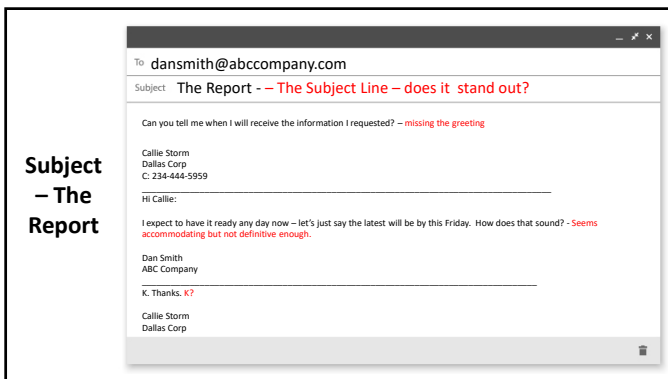 Subject
– The
Report
To dansmith@abccompany.com
Subject The Report - – The Subject Line – does it stand out?
Can you tell me when I will receive the information I requested? – missing the greeting
Callie Storm
Dallas Corp
C: 234-444-5959
Hi Callie:
I expect to have it ready any day now – let's just say the latest will be by this Friday. How does that sound? - Seems
accommodating but not definitive enough.
Dan Smith
ABC Company
K. Thanks. K?
Callie Storm
Dallas Corp